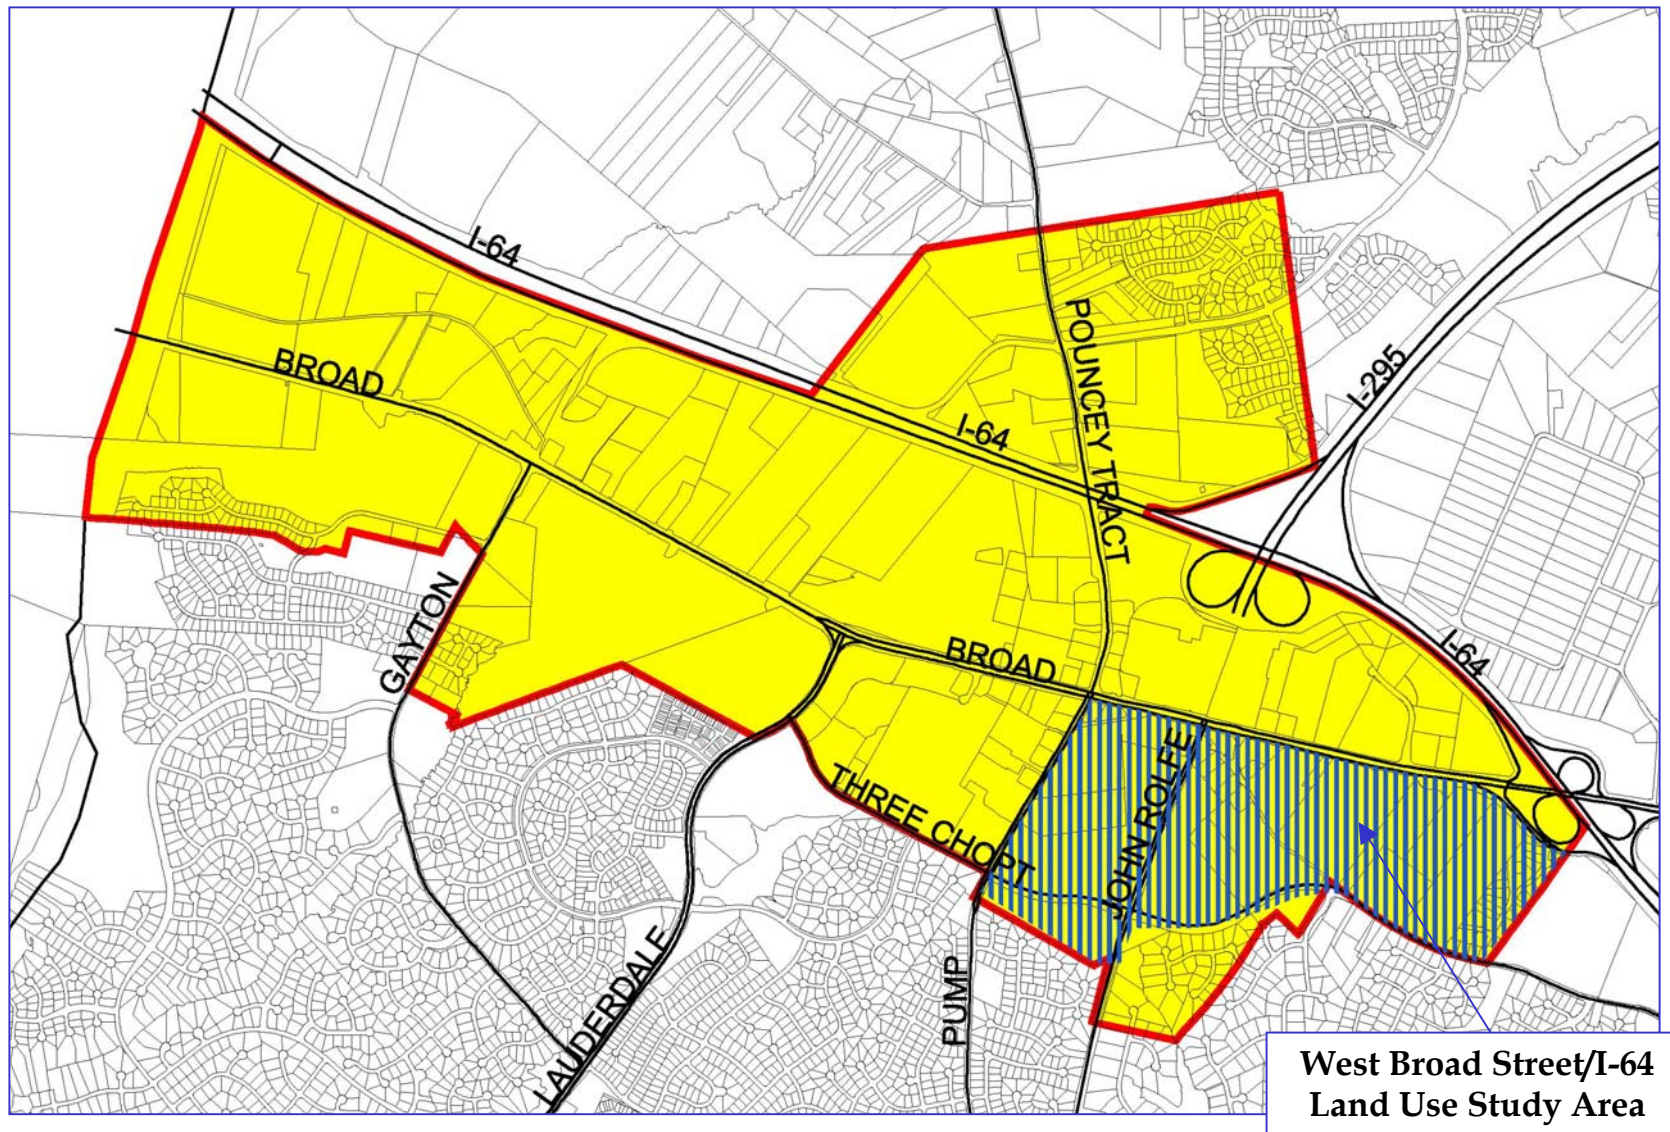 I-64
BROAD
POUNCEY TRACT
I-295
I-64
GAYTON
BROAD
I-64
THREE CHOPT
JOHN ROLFE
LAUDERDALE
PUMP
West Broad Street/I-64
Land Use Study Area